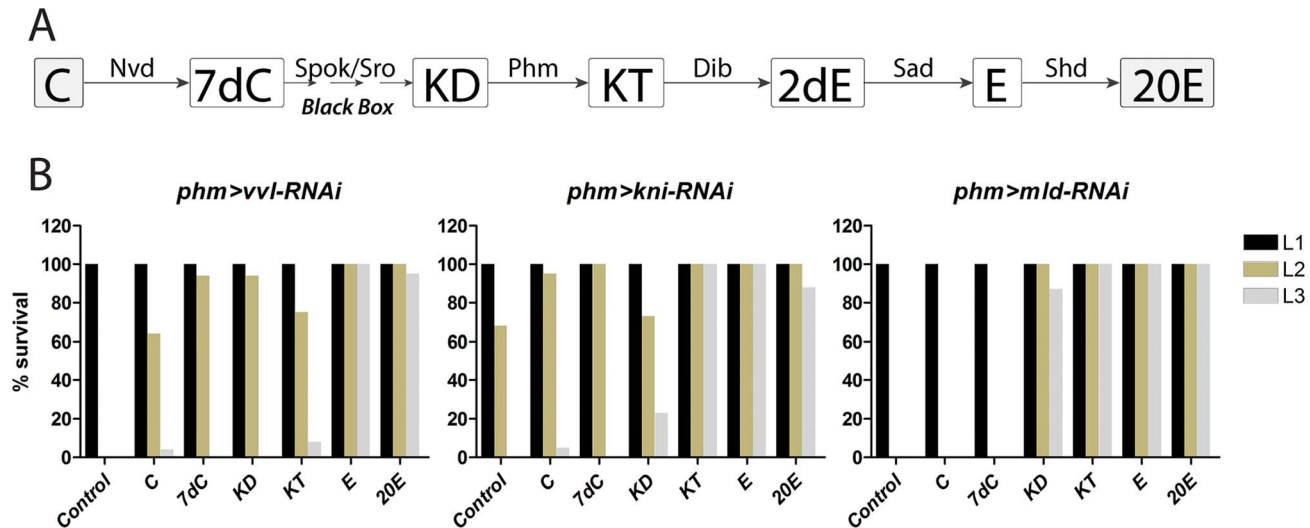 A
C Nvd 7dC Spok/Sro KD Phm KT Dib 2dE Sad E Shd 20E
Black Box
B
phm>vvl-RNAi phm>kni-RNAi phm>mld-RNAi
% survival
120 100 80 60 40 20 0
Control C 7dC KD KT E 20E
120 100 80 60 40 20 0
Control C 7dC KD KT E 20E
120 100 80 60 40 20 0
Control C 7dC KD KT E 20E
L1
L2
L3